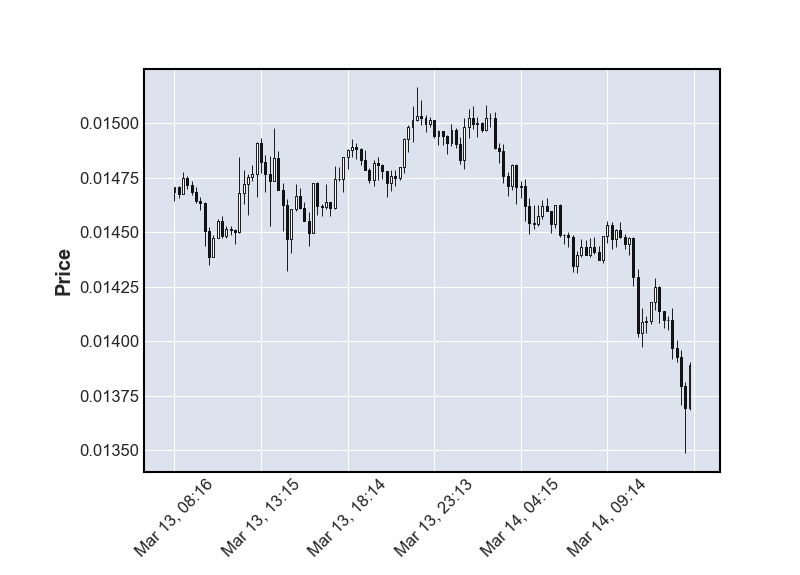 Price
0.01500
0.01475
0.01450
0.01425
0.01400
0.01375
0.01350
Mar 13, 08:16
Mar 13, 13:15
Mar 13, 18:14
Mar 13, 23:13
Mar 14, 04:15
Mar 14, 09:14